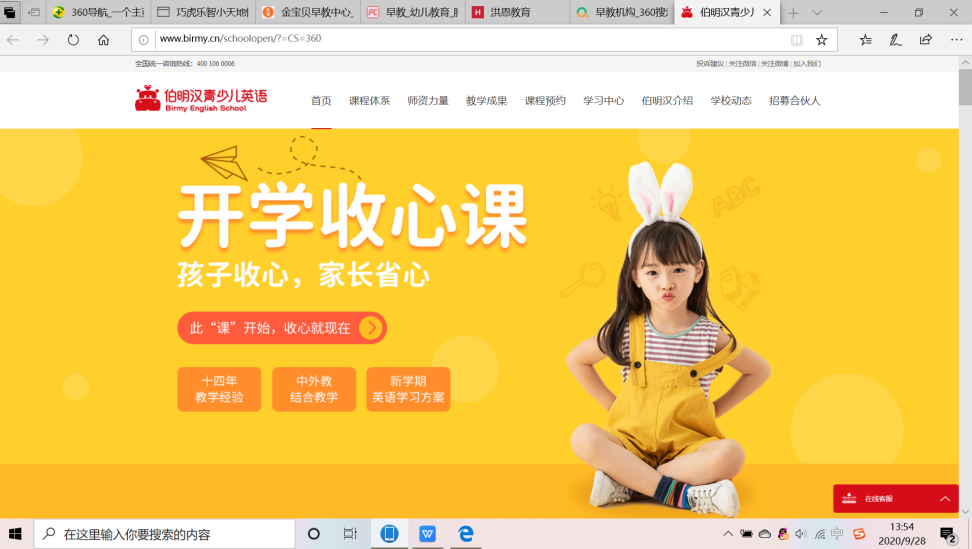 360导航_一个主
巧虎乐智小天地
金宝贝早教中心_
早教_幼儿教育_
洪恩教育
早教机构_360搜
伯明汉青少儿
www.birmy.cn/schoolopen/?=CS=360
全国统一咨询热线：400 106 0006
投诉建议 | 关注微信 | 关注微博 | 加入我们
伯明汉青少儿英语
Birmy English School
首页 课程体系 师资力量 教学成果 课程预约 学习中心 伯明汉介绍 学校动态 招募合伙人
开学收心课
孩子收心，家长省心
此“课”开始，收心就现在
十四年
教学经验
中外教
结合教学
新学期
英语学习方案
ABC
在线客服
在这里输入你要搜索的内容
中
13:54
2020/9/28
2